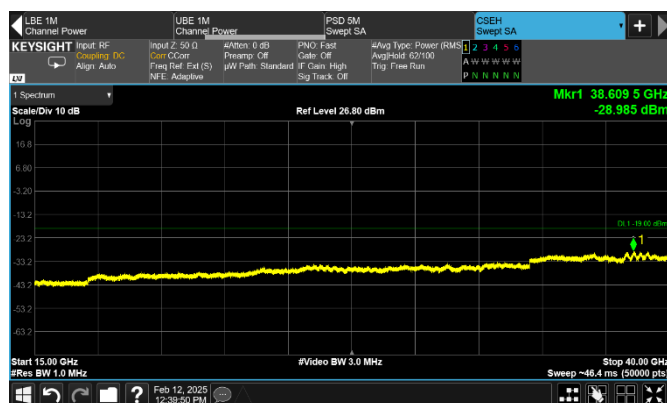 LBE 1M
Channel Power
UBE 1M
Channel Power
PSD 5M
Swept SA
CSEH
Swept SA
KEYSIGHT
Input: RF
Coupling: DC
Align: Auto
Input Z: 50 Ω
Corr CCorr
Freq Ref: Ext (S)
NFE: Adaptive
#Atten: 0 dB
Preamp: Off
µW Path: Standard
PNO: Fast
Gate: Off
IF Gain: High
Sig Track: Off
#Avg Type: Power (RMS)
Avg|Hold: 62/100
Trig: Free Run
1 2 3 4 5 6
A W W W W W
P N N N N N
LXI
1 Spectrum
Scale/Div 10 dB
Log
Ref Level 26.80 dBm
Mkr1 38.609 5 GHz
-28.985 dBm
16.8
6.80
-3.20
-13.2
DL1 -19.00 dBm
-23.2
1
-33.2
-43.2
-53.2
-63.2
Start 15.00 GHz
#Res BW 1.0 MHz
#Video BW 3.0 MHz
Stop 40.00 GHz
Sweep ~46.4 ms (50000 pts)
?
Feb 12, 2025
12:39:50 PM